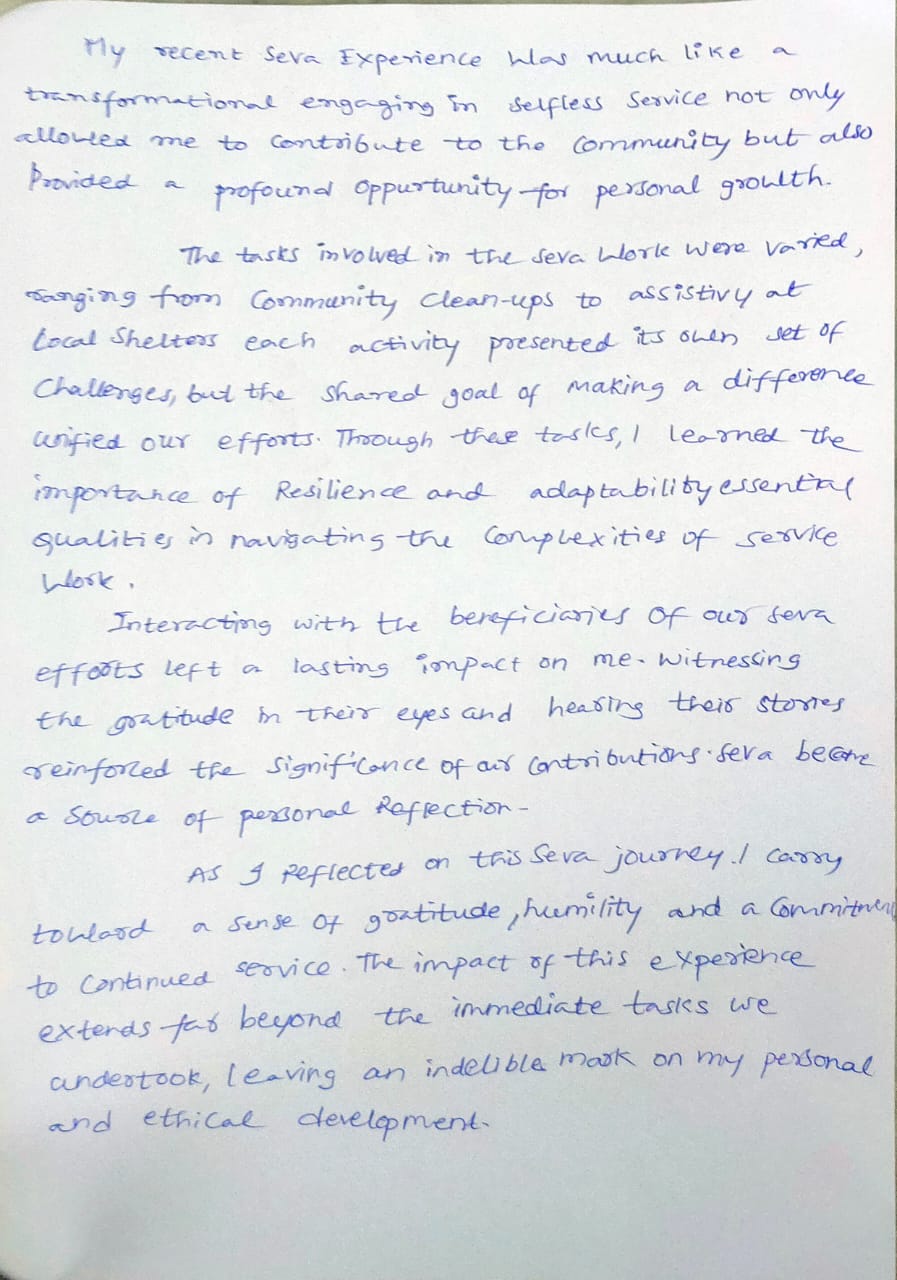 My recent Seva Experience Was much like a
transformational engaging in selfless Service not only
allowed me to contribute to the Community but also
Provided a profound oppurtunity for personal growth.
The tasks involved in the seva Work were varied,
ranging from Community clean-ups to assistivy at
Local Shelters each activity presented its own set of
Challenges, but the Shared goal of making a difference
unified our efforts. Through these tasks, I learned the
importance of Resilience and adaptability essential
qualities in navigating the Complexities of service
Work.
Interacting with the beneficiaries of our seva
efforts left a lasting impact on me. witnessing
the gratitude in their eyes and hearing their stories
reinforced the significance of our Contributions. seva became
a Source of personal Reflection.
As I Reflected on this Seva journey. I carry
toward a sense of gratitude, humility and a Commitment
to Continued service. The impact of this experience
extends far beyond the immediate tasks we
undertook, leaving an indelible mark on my personal
and ethical development.